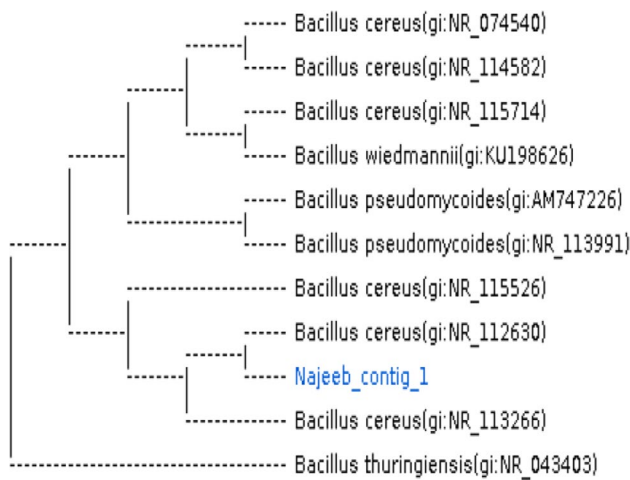 Bacillus cereus(gi:NR_074540)
Bacillus cereus(gi:NR_114582)
Bacillus cereus(gi:NR_115714)
Bacillus wiedmannii(gi:KU198626)
Bacillus pseudomycoides(gi:AM747226)
Bacillus pseudomycoides(gi:NR_113991)
Bacillus cereus(gi:NR_115526)
Bacillus cereus(gi:NR_112630)
Najeeb_contig_1
Bacillus cereus(gi:NR_113266)
Bacillus thuringiensis(gi:NR_043403)